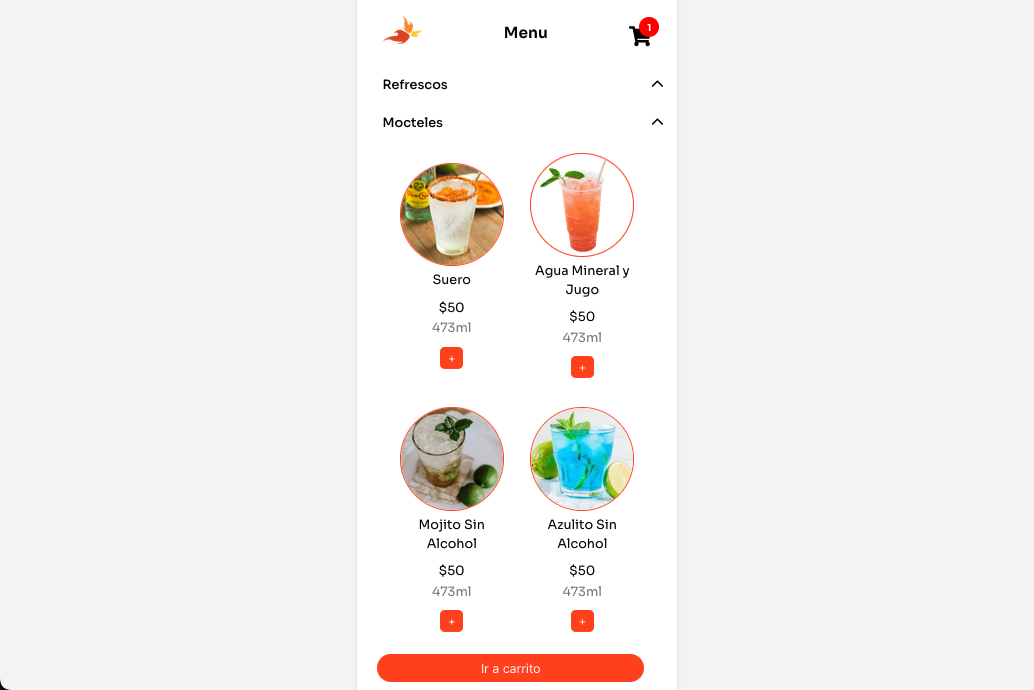 Menu
1
Refrescos
Mocteles
Suero
$50
473ml
+
Agua Mineral y
Jugo
$50
473ml
+
Mojito Sin
Alcohol
$50
473ml
+
Azulito Sin
Alcohol
$50
473ml
+
Ir a carrito